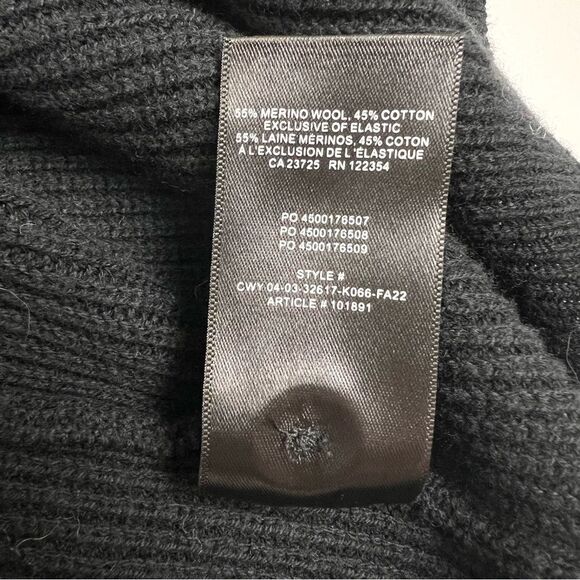 55% MERINO WOOL, 45% COTTON
EXCLUSIVE OF ELASTIC
55% LAINE MÉRINOS, 45% COTON
À L'EXCLUSION DE L'ÉLASTIQUE
CA 23725 RN 122354
PO 4500176507
PO 4500176508
PO 4500176509
STYLE #
CWY 04-03-32617-K066-FA22
ARTICLE # 101891